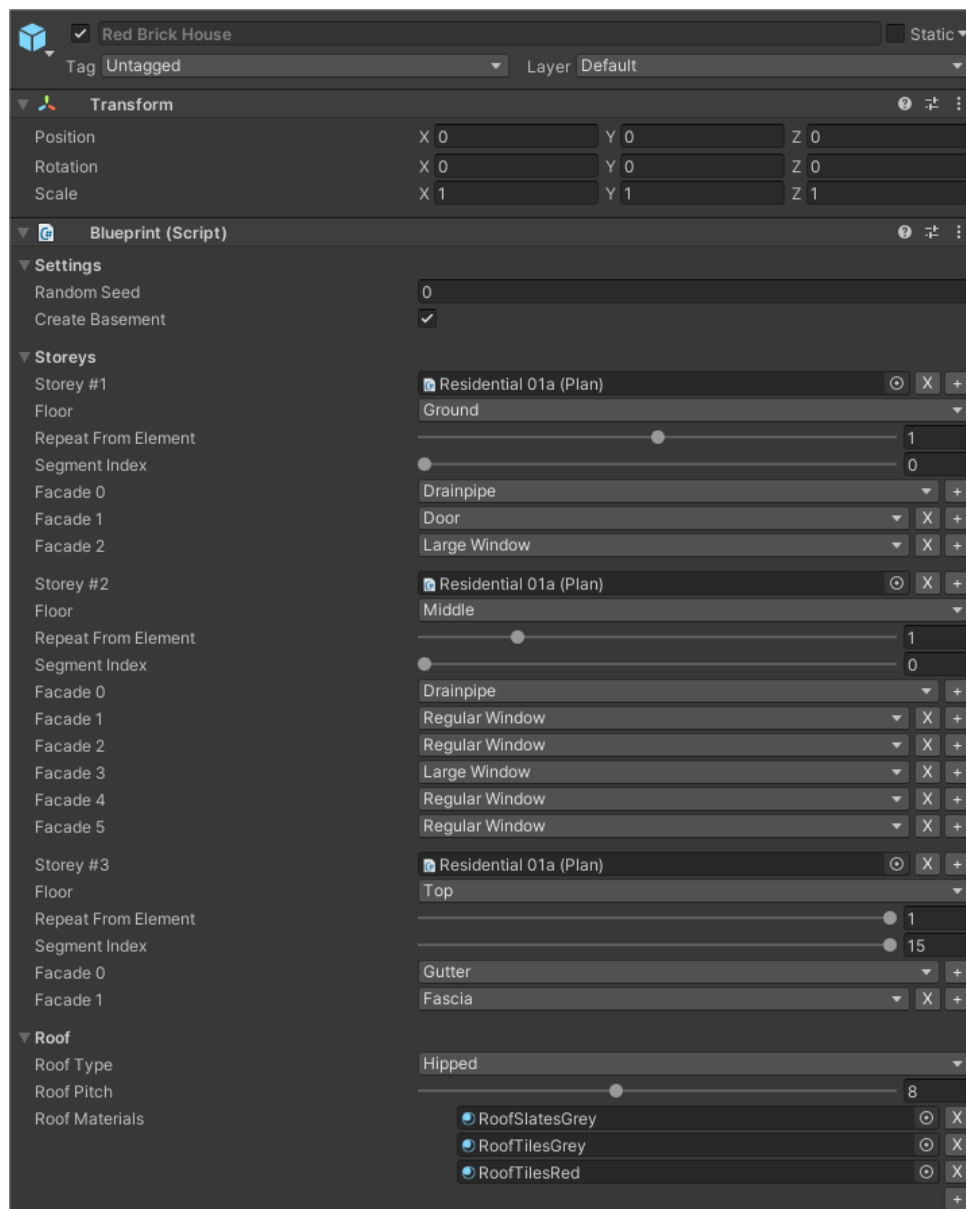 Red Brick House Static
Tag Untagged Layer Default
Transform
Position X 0 Y 0 Z 0
Rotation X 0 Y 0 Z 0
Scale X 1 Y 1 Z 1
Blueprint (Script)
Settings
Random Seed 0
Create Basement
Storeys
Storey #1 Residential 01a (Plan) X +
Floor Ground
Repeat From Element 1
Segment Index 0
Facade 0 Drainpipe +
Facade 1 Door X +
Facade 2 Large Window X +
Storey #2 Residential 01a (Plan) X +
Floor Middle
Repeat From Element 1
Segment Index 0
Facade 0 Drainpipe +
Facade 1 Regular Window X +
Facade 2 Regular Window X +
Facade 3 Large Window X +
Facade 4 Regular Window X +
Facade 5 Regular Window X +
Storey #3 Residential 01a (Plan) X +
Floor Top
Repeat From Element 1
Segment Index 15
Facade 0 Gutter +
Facade 1 Fascia X +
Roof
Roof Type Hipped
Roof Pitch 8
Roof Materials RoofSlatesGrey X
RoofTilesGrey X
RoofTilesRed X
+